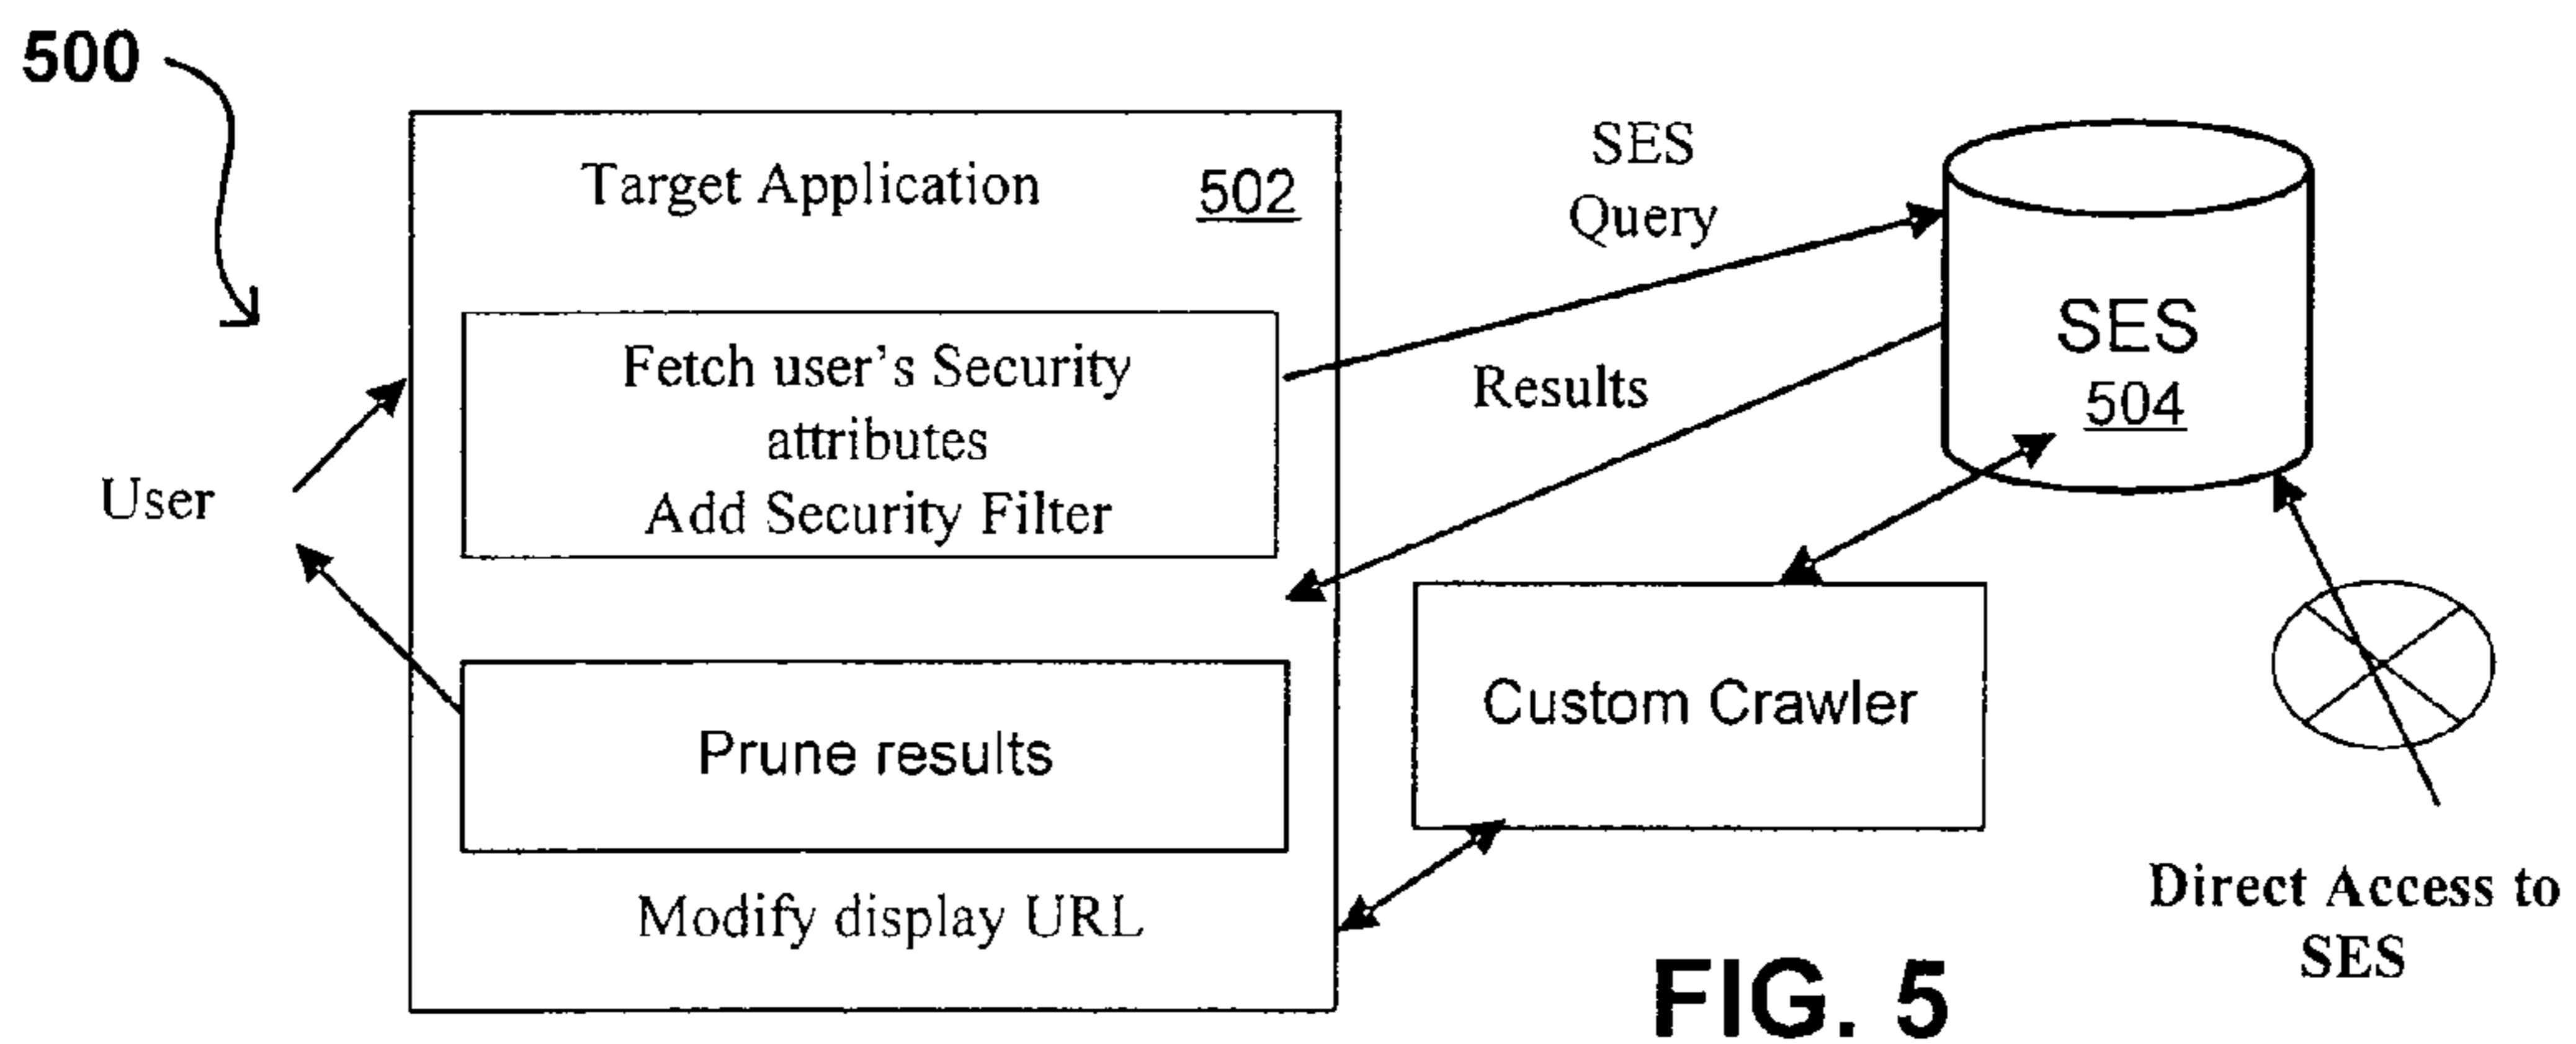 500
Target Application 502
Fetch user's Security
attributes
Add Security Filter
User
Prune results
Modify display URL
SES
Query
Results
SES
504
Custom Crawler
Direct Access to
SES
FIG. 5